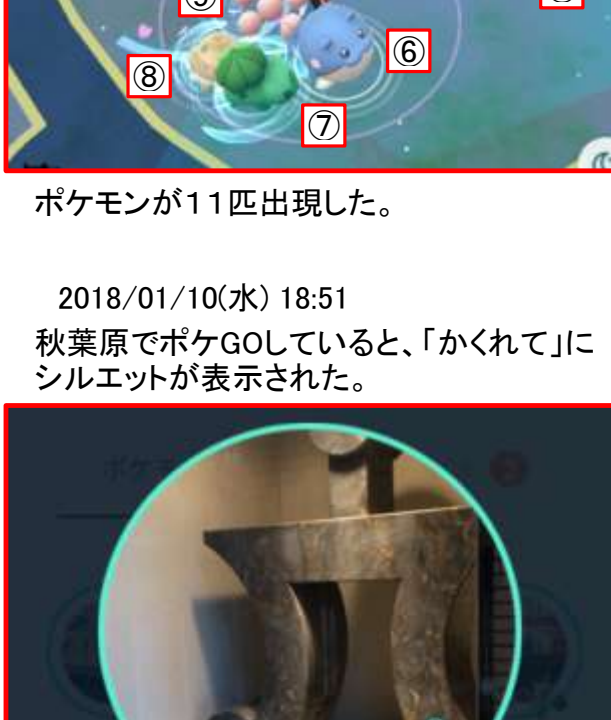 ⑥
⑧
⑦
ポケモンが11匹出現した。
2018/01/10(水) 18:51
秋葉原でポケGOしていると、「かくれて」に
シルエットが表示された。